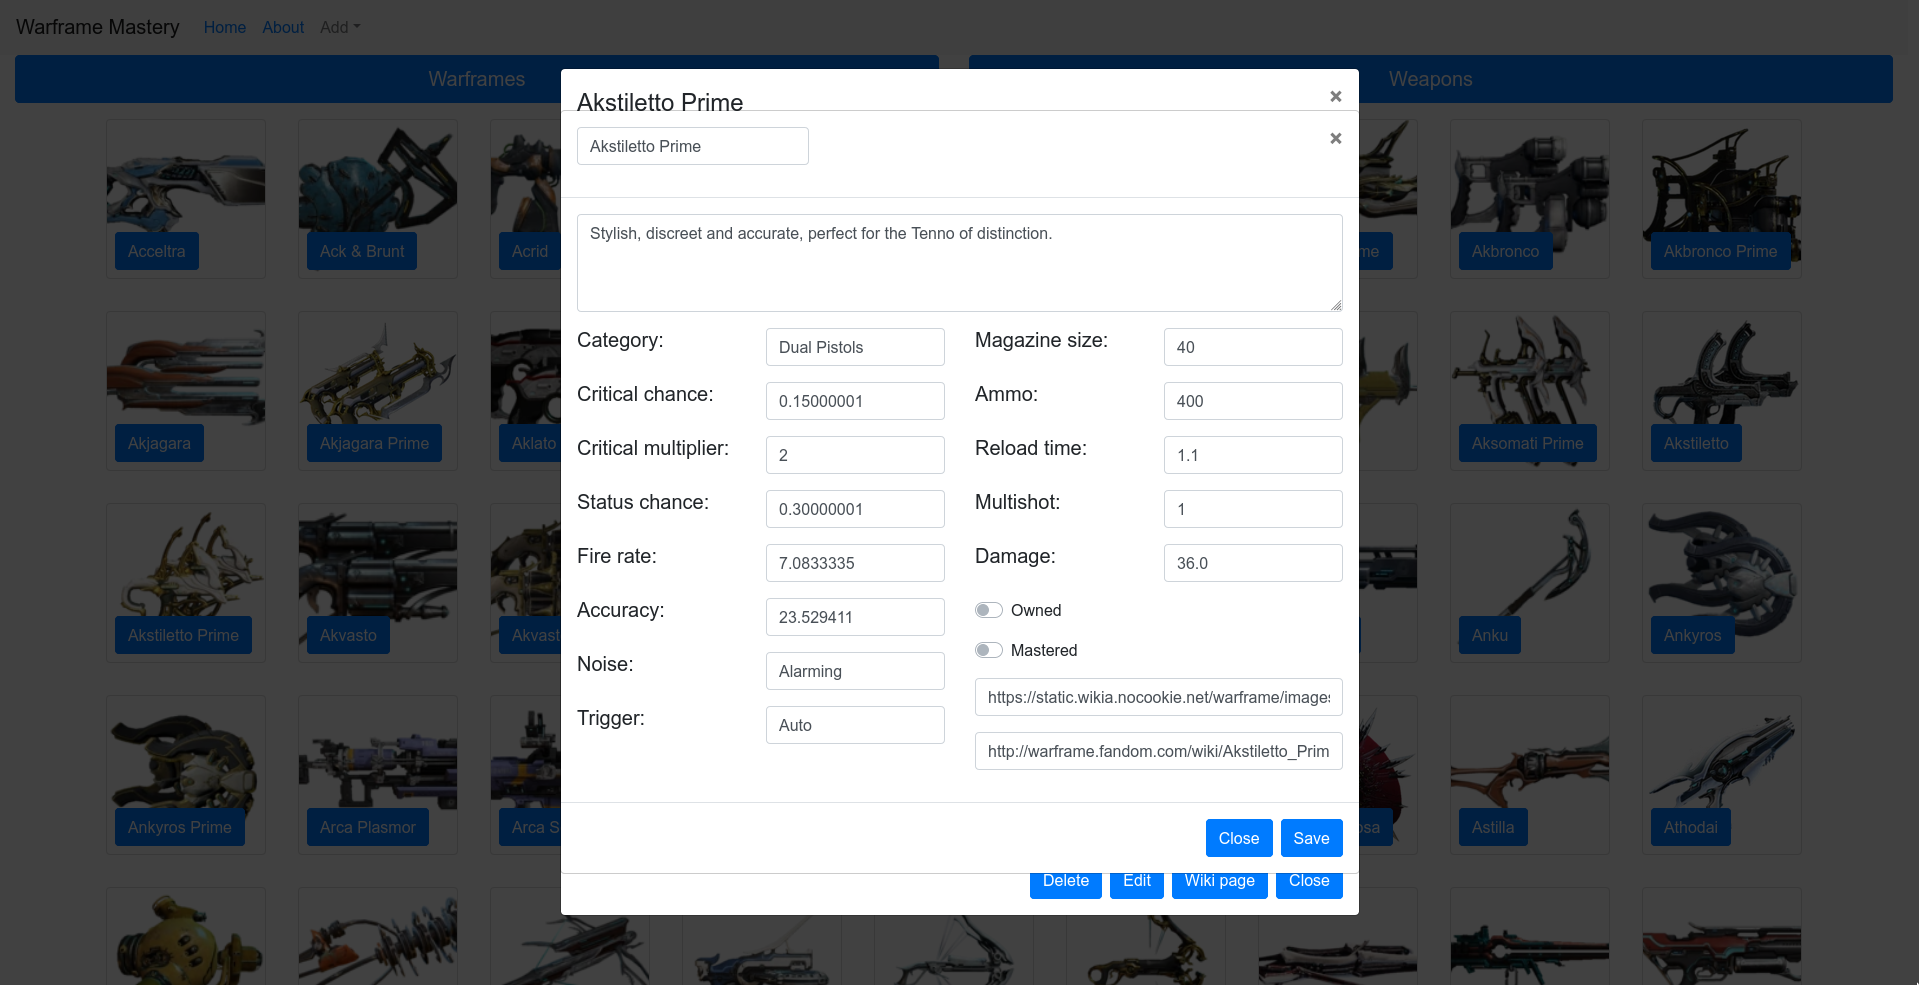 Warframe Mastery Home About Add
Warframes
Weapons
Akstiletto Prime ×
Akstiletto Prime ×
Stylish, discreet and accurate, perfect for the Tenno of distinction.
Category: Dual Pistols
Magazine size: 40
Critical chance: 0.15000001
Ammo: 400
Critical multiplier: 2
Reload time: 1.1
Status chance: 0.30000001
Multishot: 1
Fire rate: 7.0833335
Damage: 36.0
Accuracy: 23.529411
Owned
Noise: Alarming
Mastered
Trigger: Auto
https://static.wikia.nocookie.net/warframe/images
http://warframe.fandom.com/wiki/Akstiletto_Prim
Close Save
Delete Edit Wiki page Close
Acceltra Ack & Brunt Acrid Akbronco Akbronco Prime
Akjagara Akjagara Prime Aklato Aksomati Prime Akstiletto
Akstiletto Prime Akvasto Akvast Anku Ankyros
Ankyros Prime Arca Plasmor Arca S Astilla Athodai